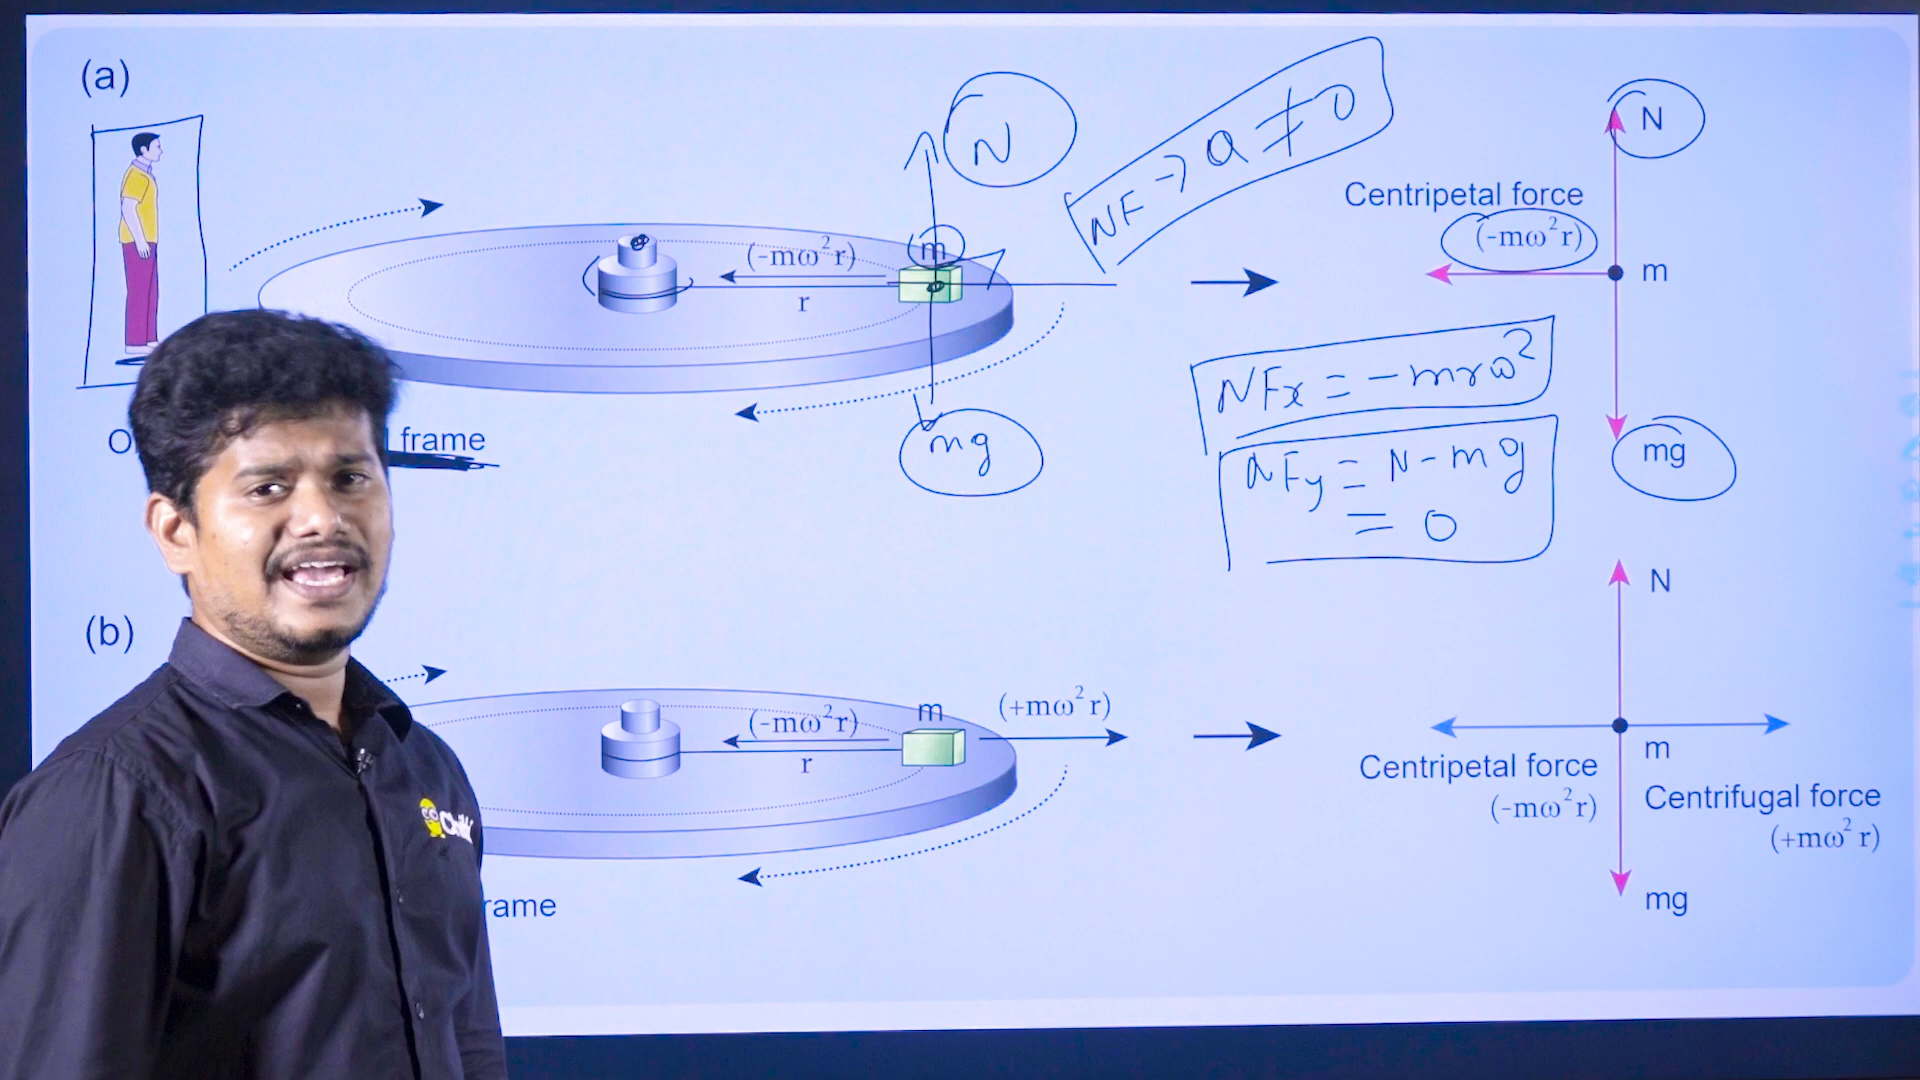 (a)
N
NF → a ≠ 0
N
Centripetal force
(-mω²r)
m
(-mω²r)
m
r
NFx = -mrω²
mg
frame
mg
NFy = N - mg
= 0
N
(b)
m
(+mω²r)
(-mω²r)
r
m
Centripetal force
(-mω²r)
Centrifugal force
(+mω²r)
mg
rame